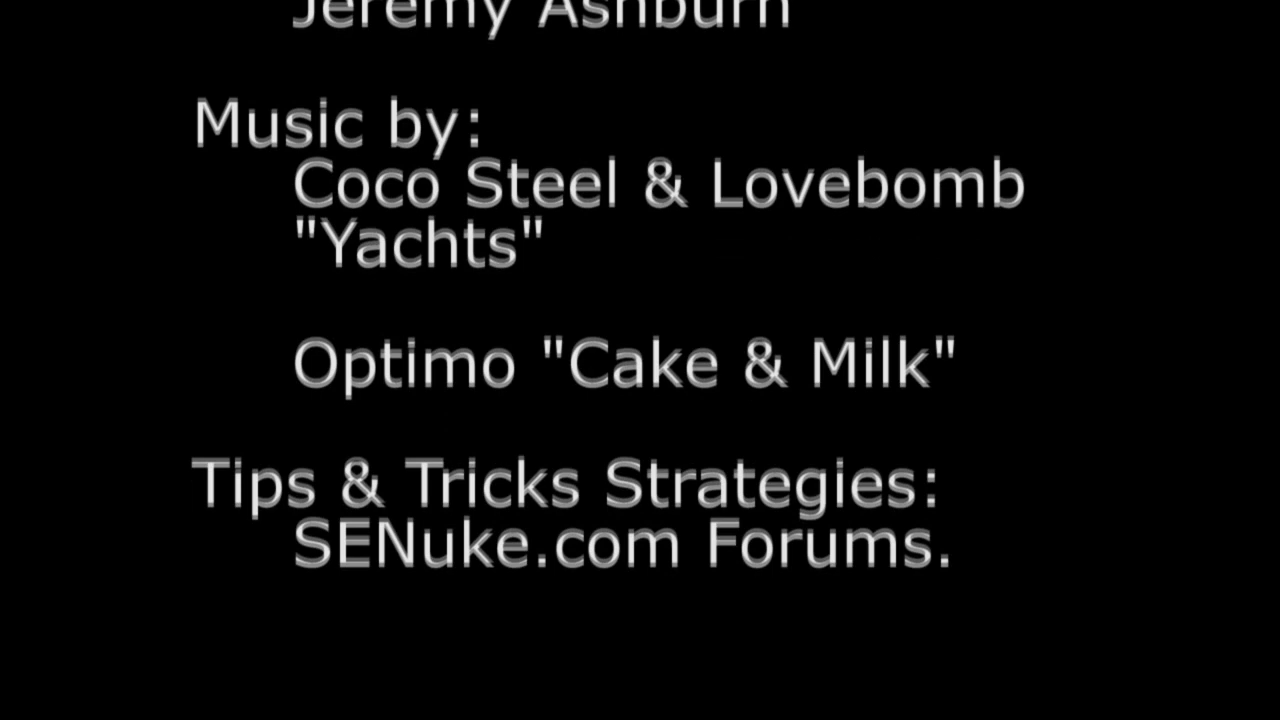 Jeremy Ashburn
Music by:
Coco Steel & Lovebomb
"Yachts"
Optimo "Cake & Milk"
Tips & Tricks Strategies:
SENuke.com Forums.